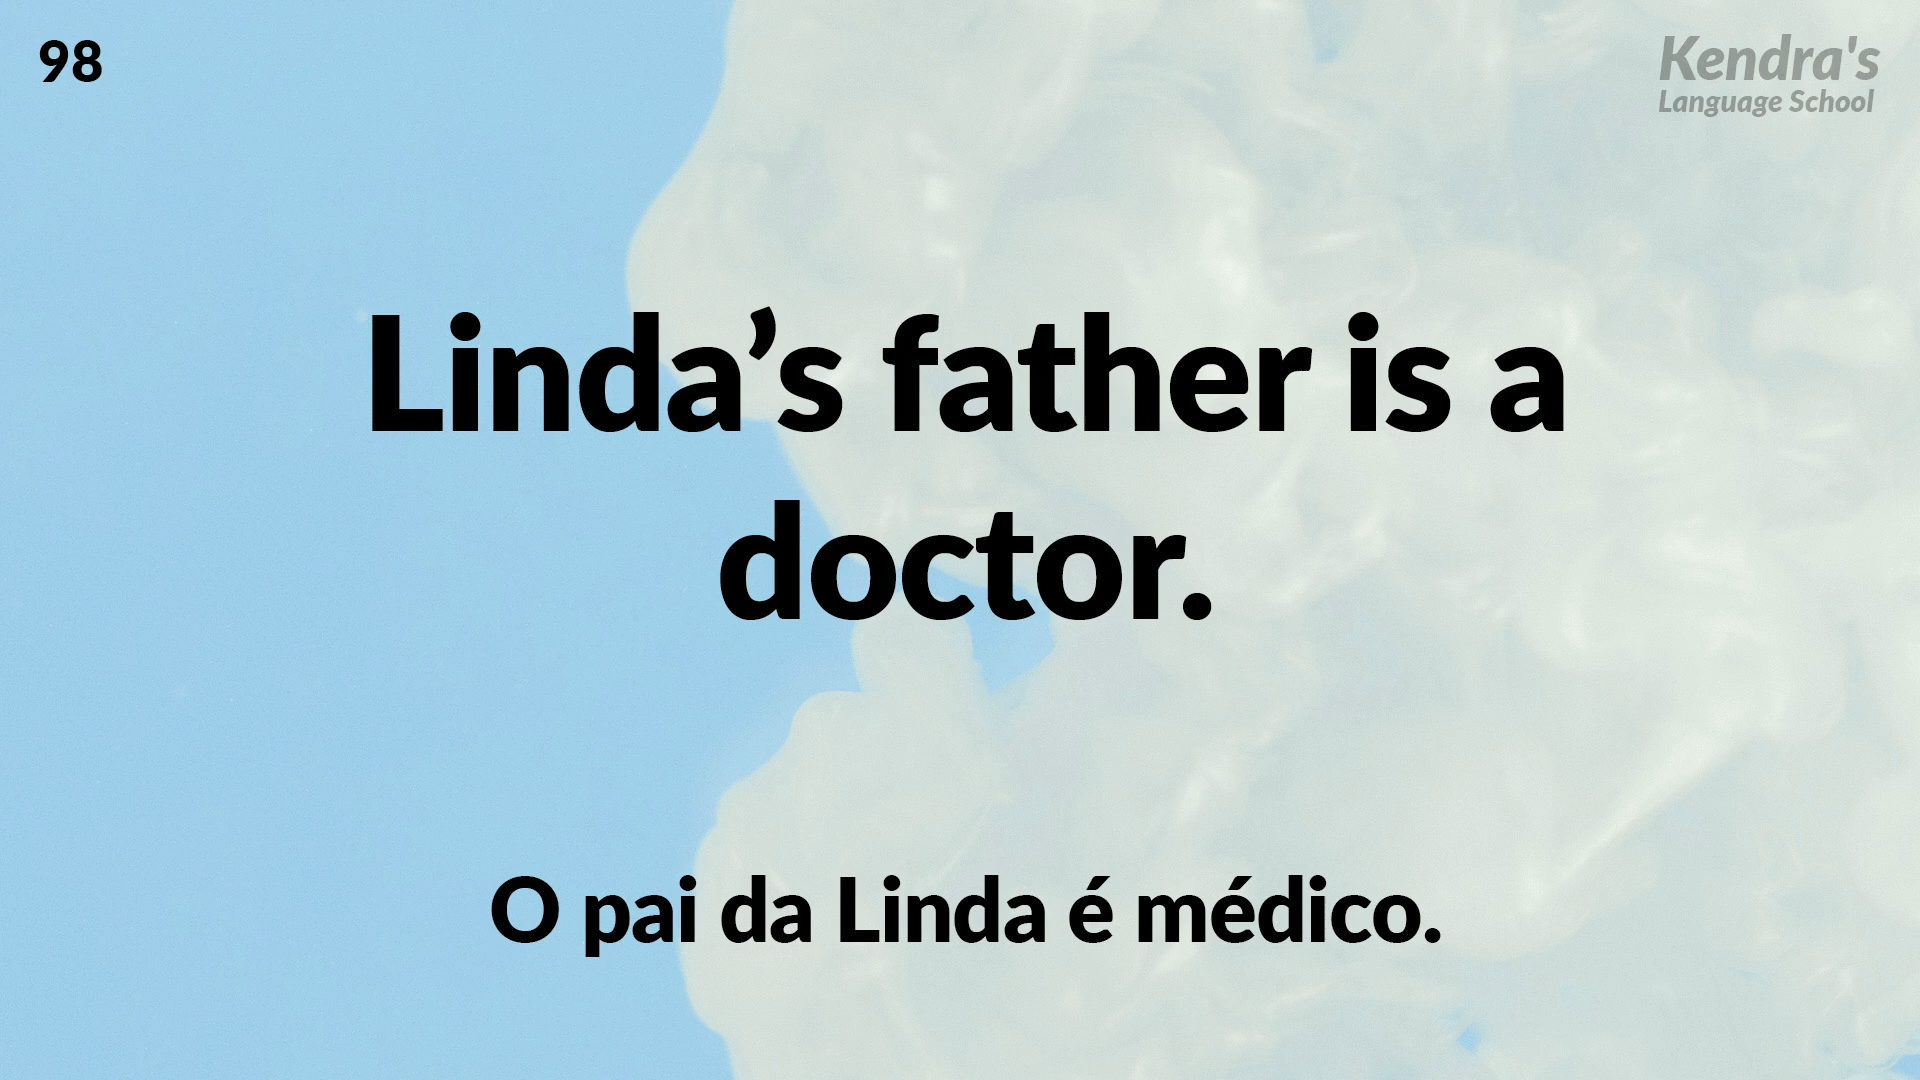 98
Kendra's
Language School
Linda’s father is a
doctor.
O pai da Linda é médico.